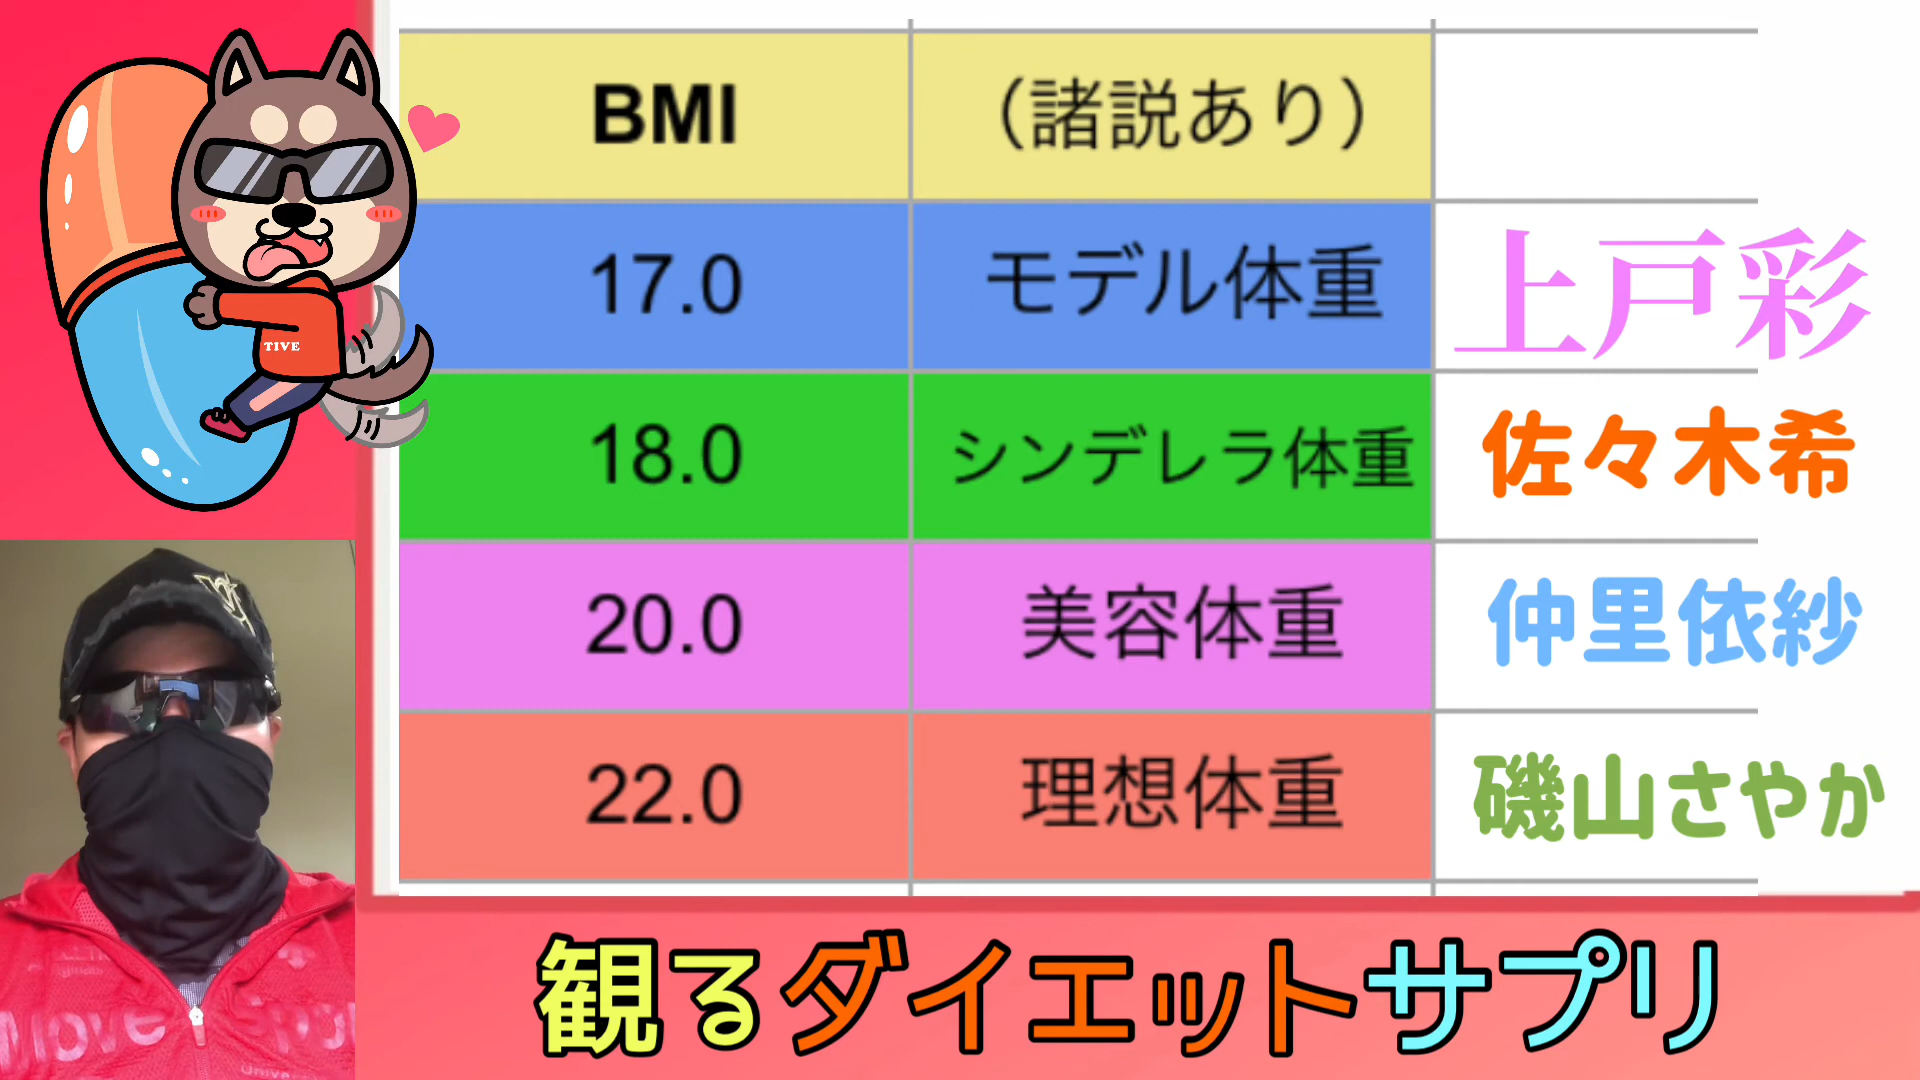 BMI （諸説あり）
17.0 モデル体重 上戸彩
18.0 シンデレラ体重 佐々木希
20.0 美容体重 仲里依紗
22.0 理想体重 磯山さやか
TIVE
Move
観るダイエットサプリ